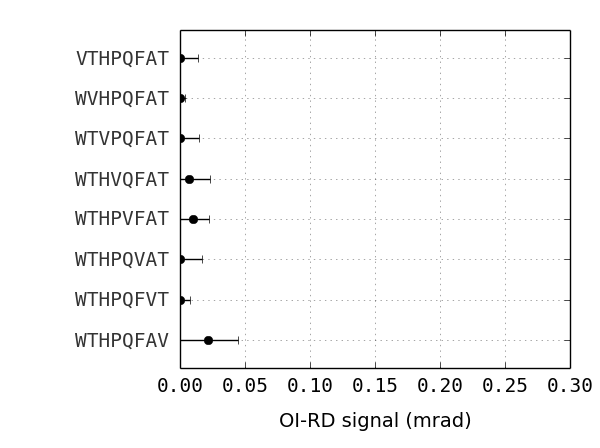 VTHPQFAT
WVHPQFAT
WTVPQFAT
WTHVQFAT
WTHPVFAT
WTHPQVAT
WTHPQFVT
WTHPQFAV
0.00 0.05 0.10 0.15 0.20 0.25 0.30
OI-RD signal (mrad)